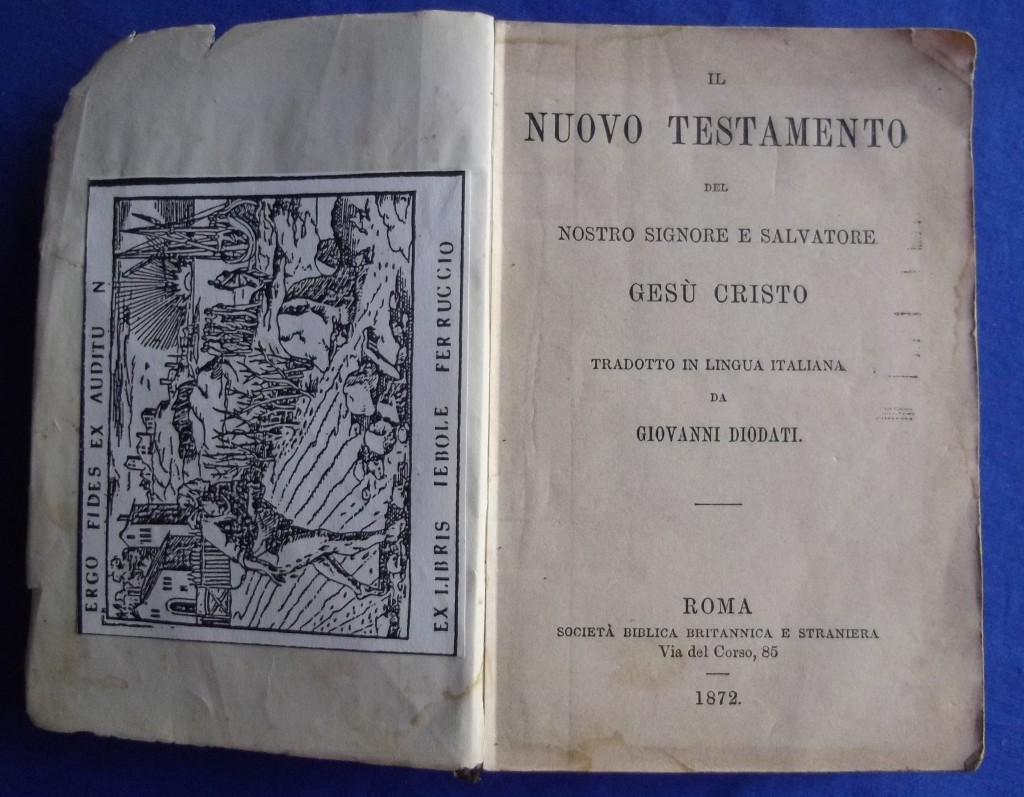 ERGO FIDES EX AUDITU N
EX LIBRIS IEBOLE FERRUCCIO
IL
NUOVO TESTAMENTO
DEL
NOSTRO SIGNORE E SALVATORE
GESÙ CRISTO
TRADOTTO IN LINGUA ITALIANA
DA
GIOVANNI DIODATI.
ROMA
SOCIETÀ BIBLICA BRITANNICA E STRANIERA
Via del Corso, 85
1872.